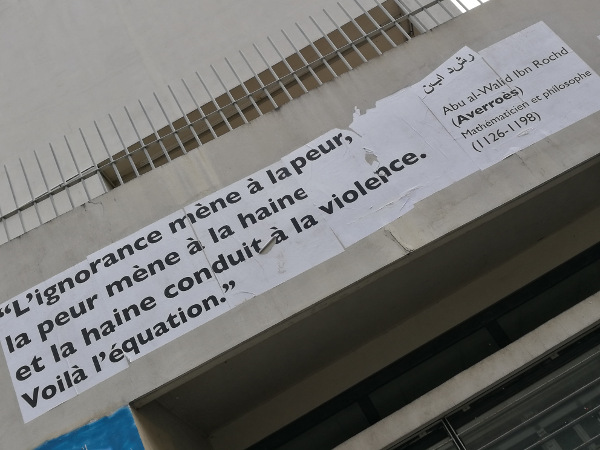 “L’ignorance mène à la peur,
la peur mène à la haine
et la haine conduit à la violence.
Voilà l’équation.”
رشد ابن
Abu al-Walid Ibn Rochd
(Averroès)
Mathematicien et philosophe
(1126-1198)